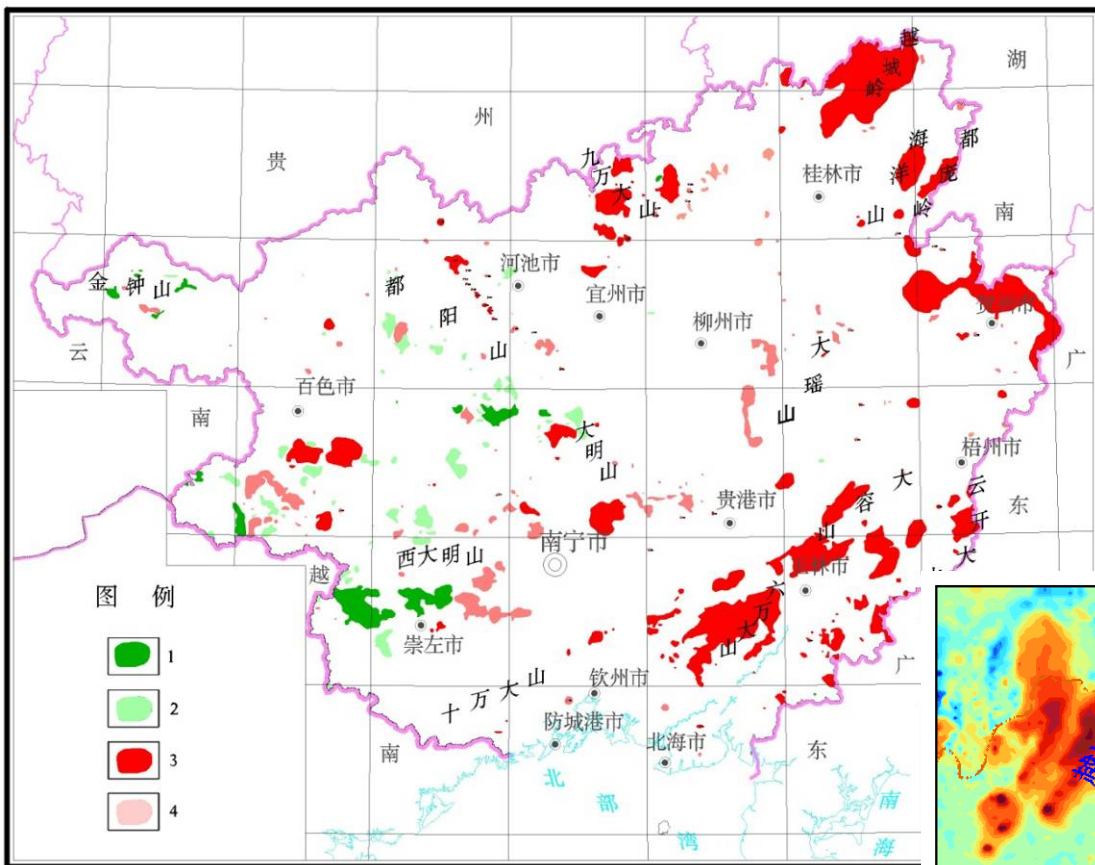 越
城
岭
湖
州
贵
九
万
大
山
桂林市
海
洋
山
都
庞
岭
南
金钟山
河池市
都
阳
山
宜州市
柳州市
大
瑶
山
贺州市
云
广
百色市
南
大
明
山
梧州市
大
容
山
云
开
大
东
贵港市
西大明山
南宁市
越
玉林市
六
万
大
山
图 例
1
2
3
4
崇左市
广
十万大山
钦州市
防城港市
北海市
南
东
北
部
湾
南
海